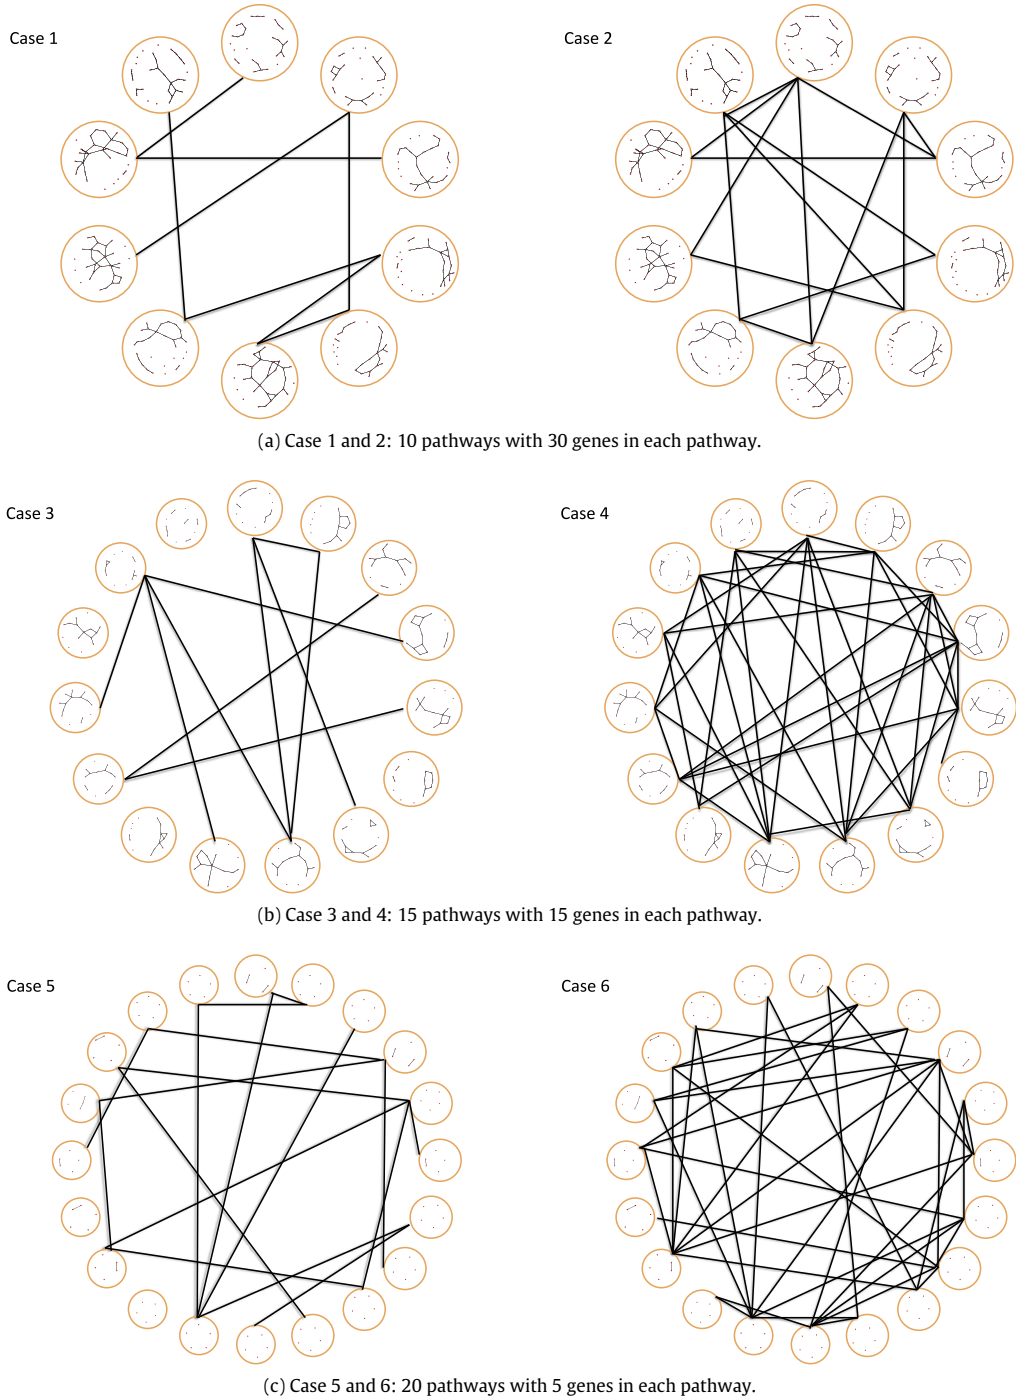 Case 1
Case 2
(a) Case 1 and 2: 10 pathways with 30 genes in each pathway.
Case 3
Case 4
(b) Case 3 and 4: 15 pathways with 15 genes in each pathway.
Case 5
Case 6
(c) Case 5 and 6: 20 pathways with 5 genes in each pathway.